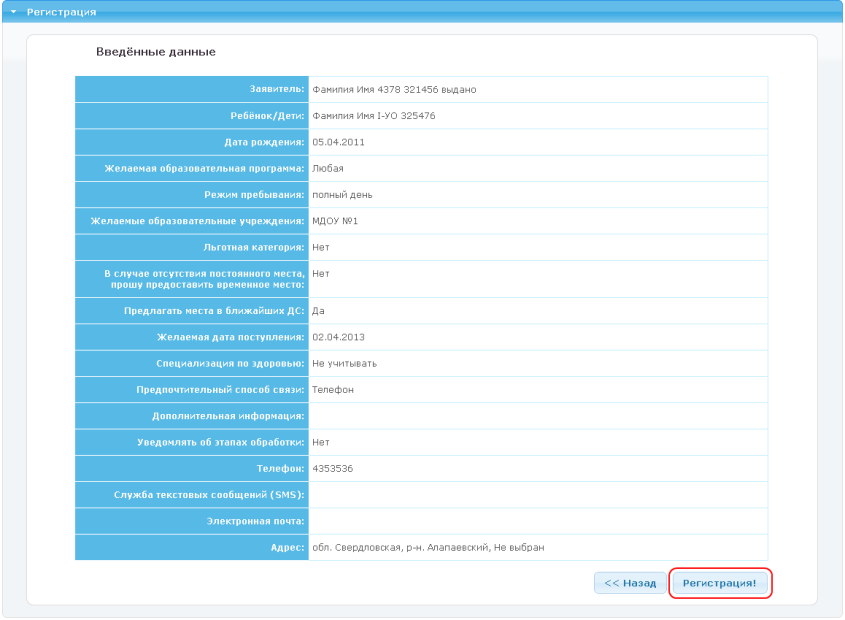 Регистрация
Введённые данные
Заявитель: Фамилия Имя 4378 321456 выдано
Ребёнок/Дети: Фамилия Имя I-УО 325476
Дата рождения: 05.04.2011
Желаемая образовательная программа: Любая
Режим пребывания: полный день
Желаемые образовательные учреждения: МДОУ №1
Льготная категория: Нет
В случае отсутствия постоянного места, Нет
прошу предоставить временное место:
Предлагать места в ближайших ДС: Да
Желаемая дата поступления: 02.04.2013
Специализация по здоровью: Не учитывать
Предпочтительный способ связи: Телефон
Дополнительная информация:
Уведомлять об этапах обработки: Нет
Телефон: 4353536
Служба текстовых сообщений (SMS):
Электронная почта:
Адрес: обл. Свердловская, р-н. Алапаевский, Не выбран
<< Назад Регистрация!